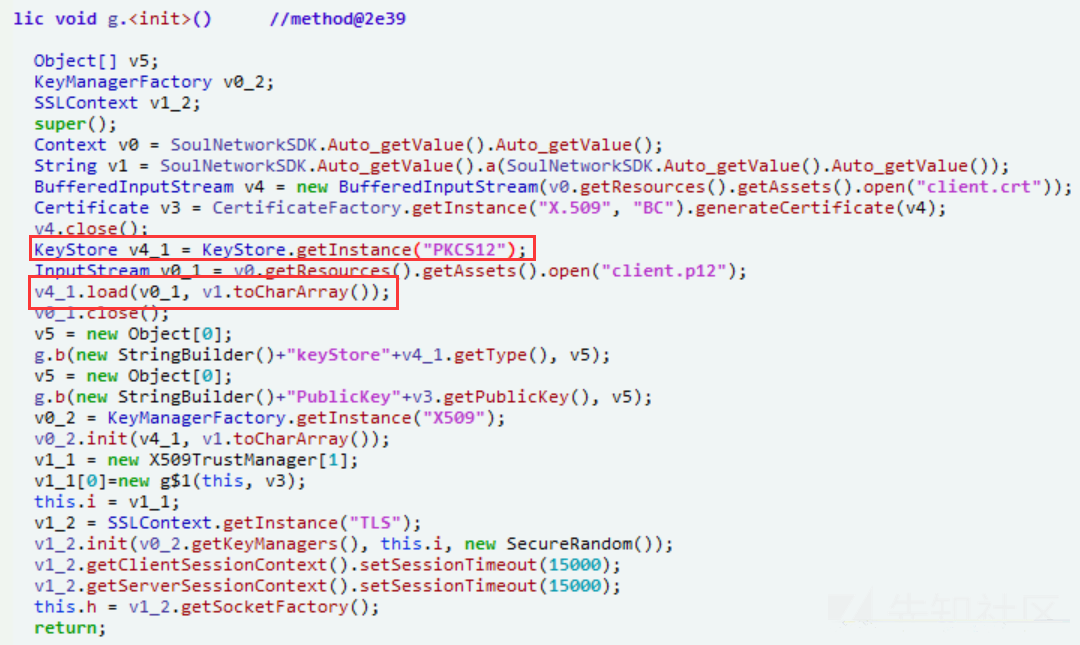 lic void g.<init>()     //method@2e39
Object[] v5;
KeyManagerFactory v0_2;
SSLContext v1_2;
super();
Context v0 = SoulNetworkSDK.Auto_getValue().Auto_getValue();
String v1 = SoulNetworkSDK.Auto_getValue().a(SoulNetworkSDK.Auto_getValue().Auto_getValue());
BufferedInputStream v4 = new BufferedInputStream(v0.getResources().getAssets().open("client.crt"));
Certificate v3 = CertificateFactory.getInstance("X.509", "BC").generateCertificate(v4);
v4.close();
KeyStore v4_1 = KeyStore.getInstance("PKCS12");
InputStream v0_1 = v0.getResources().getAssets().open("client.p12");
v4_1.load(v0_1, v1.toCharArray());
v0_1.close();
v5 = new Object[0];
g.b(new StringBuilder()+"keyStore"+v4_1.getType(), v5);
v5 = new Object[0];
g.b(new StringBuilder()+"PublicKey"+v3.getPublicKey(), v5);
v0_2 = KeyManagerFactory.getInstance("X509");
v0_2.init(v4_1, v1.toCharArray());
v1_1 = new X509TrustManager[1];
v1_1[0]=new g$1(this, v3);
this.i = v1_1;
v1_2 = SSLContext.getInstance("TLS");
v1_2.init(v0_2.getKeyManagers(), this.i, new SecureRandom());
v1_2.getClientSessionContext().setSessionTimeout(15000);
v1_2.getServerSessionContext().setSessionTimeout(15000);
this.h = v1_2.getSocketFactory();
return;
先知社区